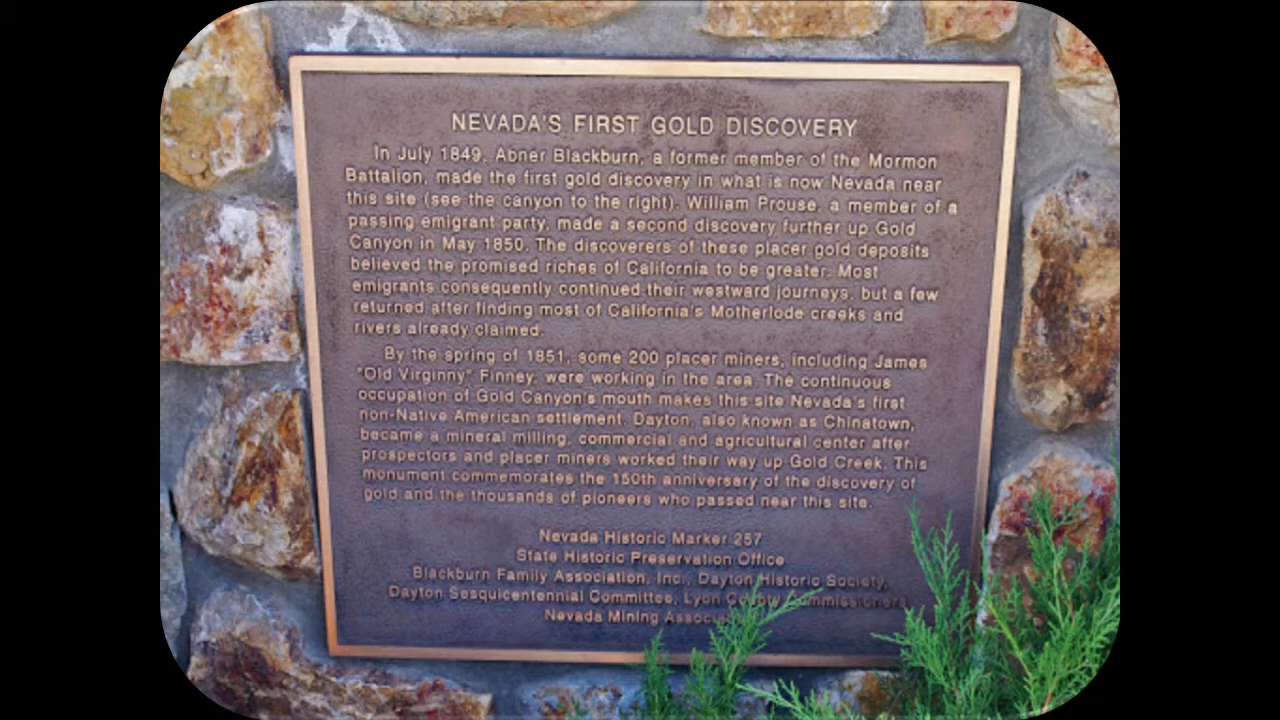 NEVADA'S FIRST GOLD DISCOVERY
In July 1849, Abner Blackburn, a former member of the Mormon
Battalion, made the first gold discovery in what is now Nevada near
this site (see the canyon to the right). William Prouse, a member of a
passing emigrant party, made a second discovery further up Gold
Canyon in May 1850. The discoverers of these placer gold deposits
believed the promised riches of California to be greater. Most
emigrants consequently continued their westward journeys, but a few
returned after finding most of California's Motherlode creeks and
rivers already claimed.
By the spring of 1851, some 200 placer miners, including James
"Old Virginny" Finney, were working in the area. The continuous
occupation of Gold Canyon's mouth makes this site Nevada's first
non-Native American settlement. Dayton, also known as Chinatown,
became a mineral milling, commercial and agricultural center after
prospectors and placer miners worked their way up Gold Creek. This
monument commemorates the 150th anniversary of the discovery of
gold and the thousands of pioneers who passed near this site.
Nevada Historic Marker 257
State Historic Preservation Office
Blackburn Family Association, Inc., Dayton Historic Society,
Dayton Sesquicentennial Committee, Lyon County Commissioners
Nevada Mining